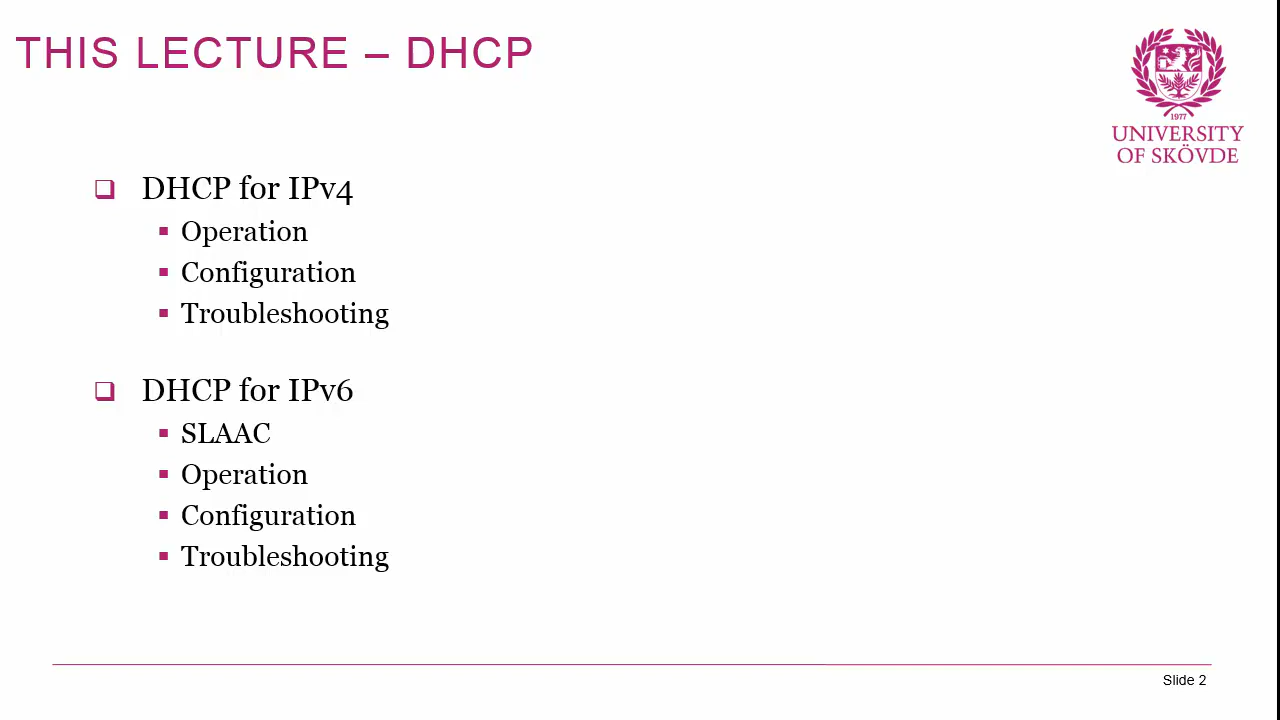 THIS LECTURE – DHCP
1977
UNIVERSITY
OF SKÖVDE
DHCP for IPv4
Operation
Configuration
Troubleshooting
DHCP for IPv6
SLAAC
Operation
Configuration
Troubleshooting
Slide 2